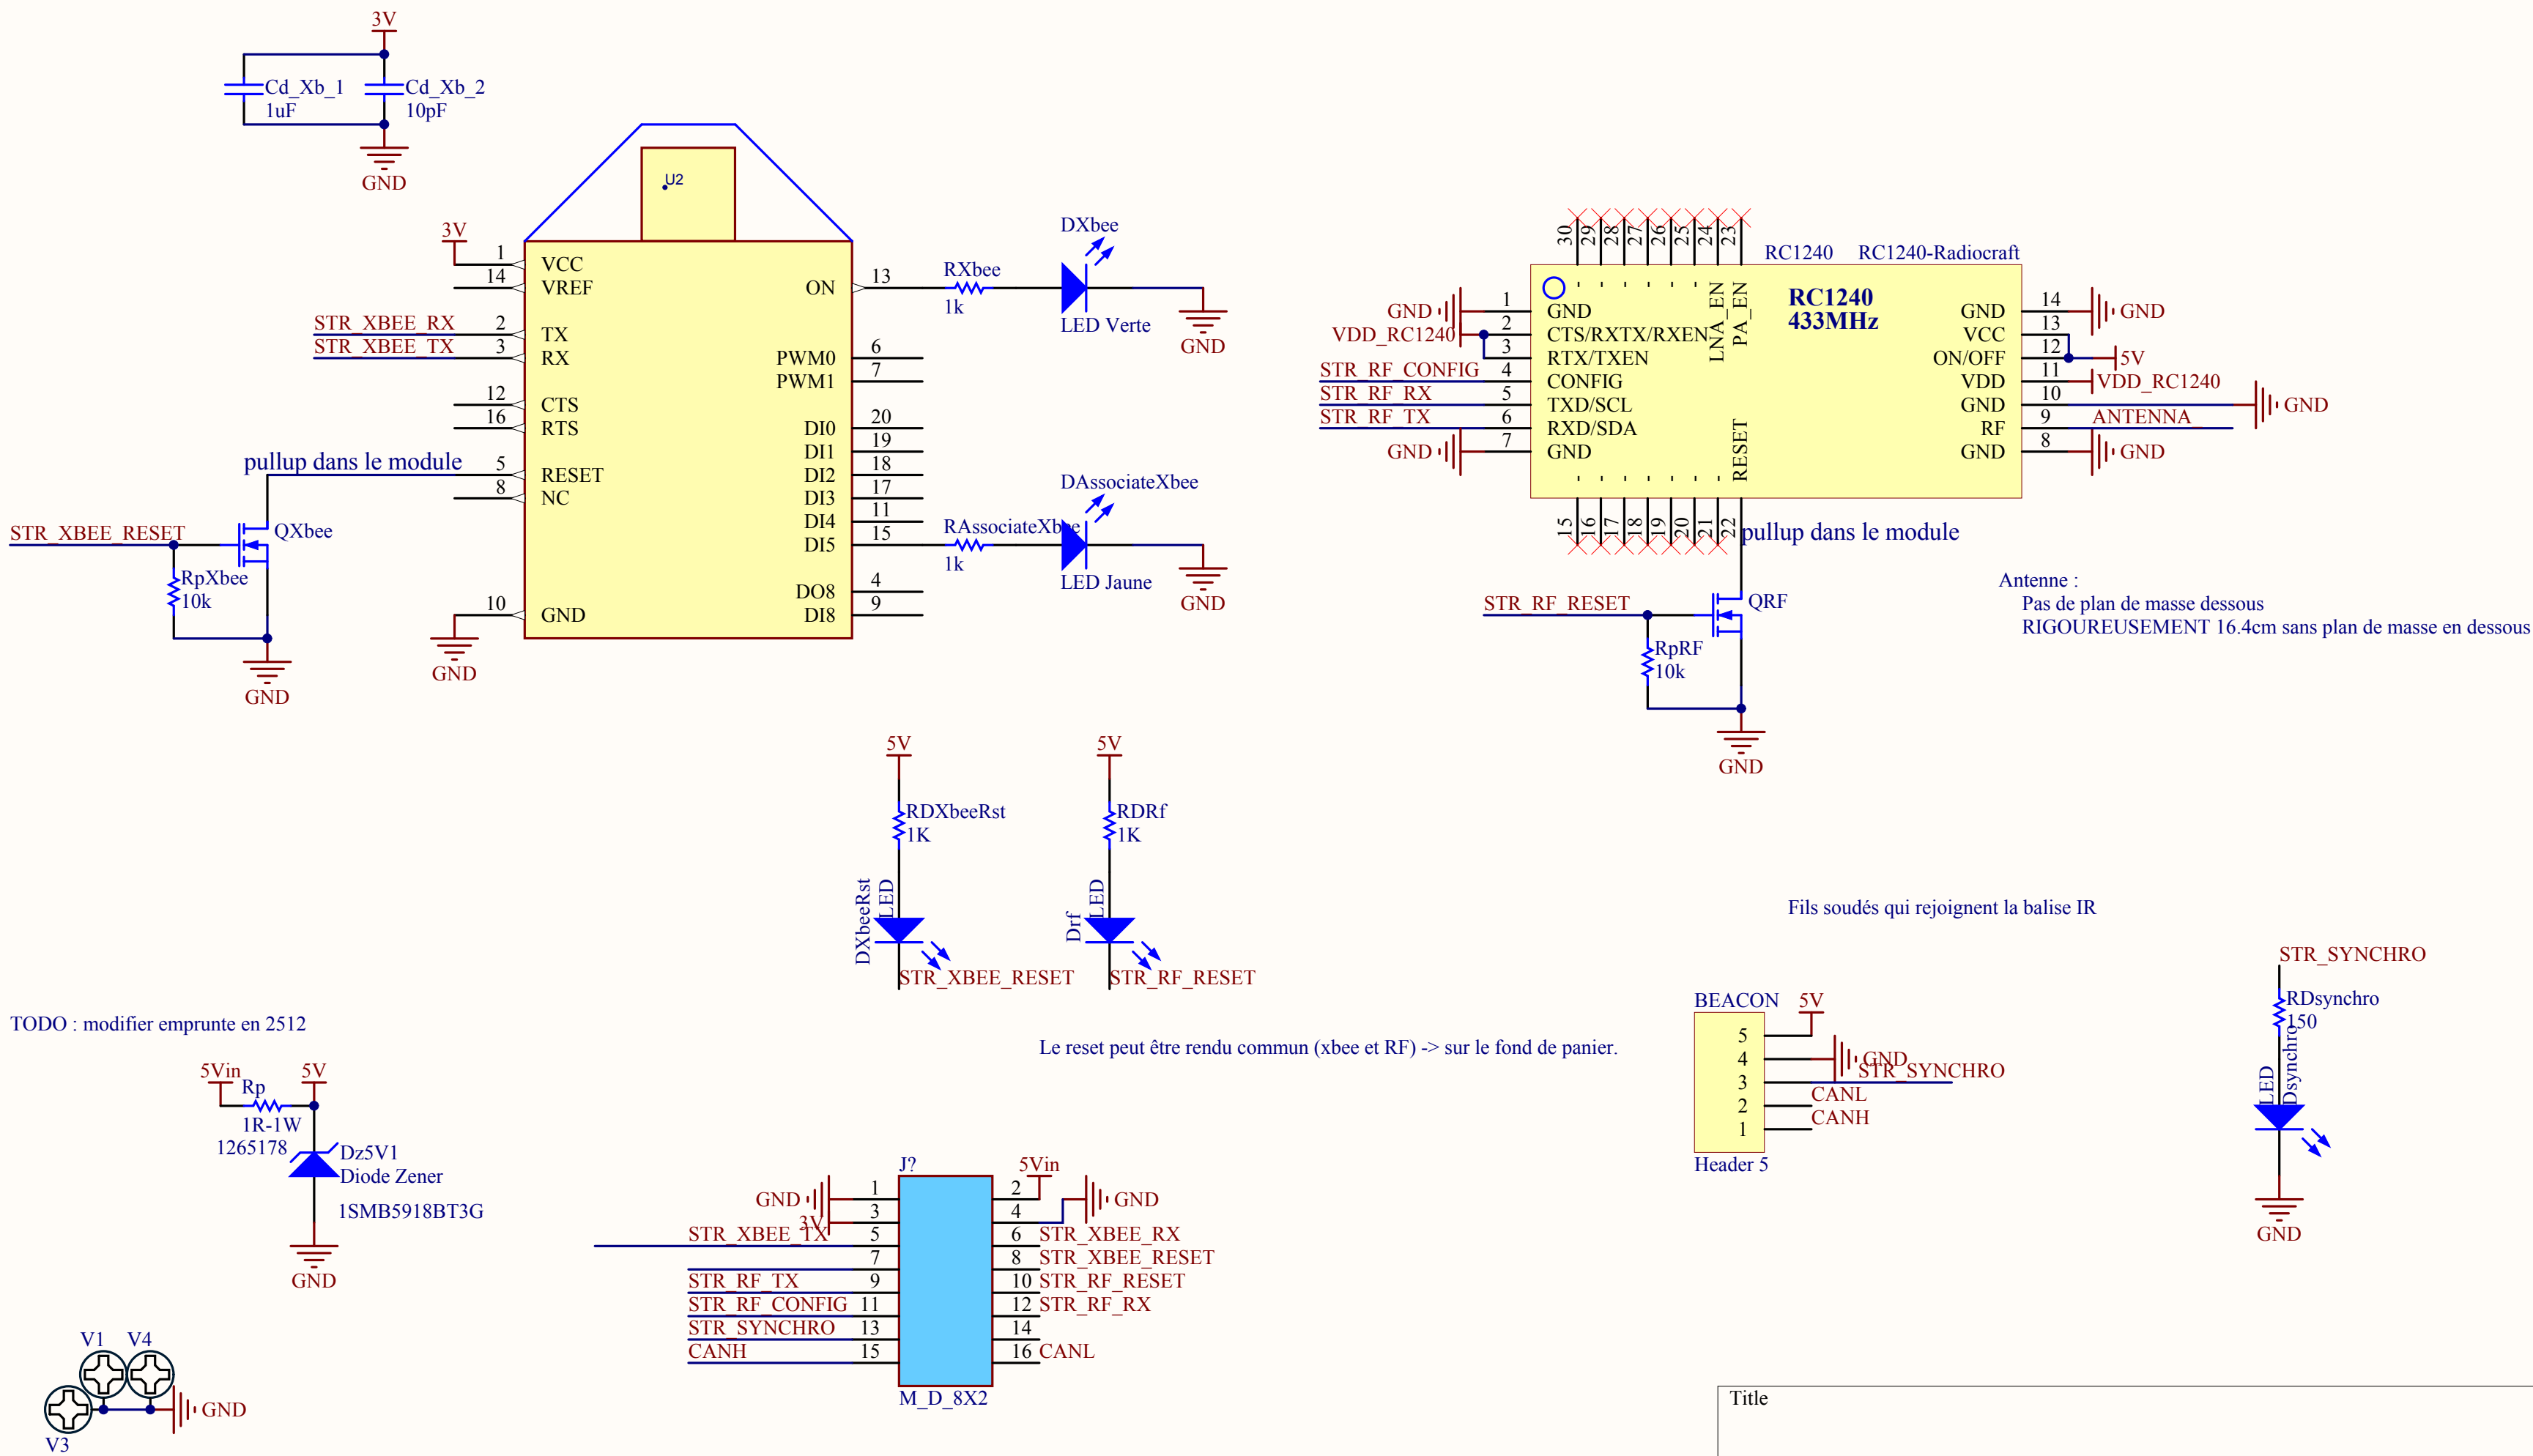 3V
Cd_Xb_1
1uF
Cd_Xb_2
10pF
GND
U2
3V
1
VCC
14
VREF
STR_XBEE_RX
2
TX
STR_XBEE_TX
3
RX
12
CTS
16
RTS
pullup dans le module
5
RESET
8
NC
10
GND
GND
ON
13
PWM0
6
PWM1
7
DI0
20
DI1
19
DI2
18
DI3
17
DI4
11
DI5
15
DO8
4
DI8
9
RXbee
1k
DXbee
LED Verte
GND
RAssociateXbee
1k
DAssociateXbee
LED Jaune
GND
STR_XBEE_RESET
QXbee
RpXbee
10k
GND
RC1240
RC1240-Radiocraft
RC1240
433MHz
30
29
28
27
26
25
24
23
LNA_EN
PA_EN
GND
1
GND
VDD_RC1240
2
CTS/RXTX/RXEN
3
RTX/TXEN
STR_RF_CONFIG
4
CONFIG
STR_RF_RX
5
TXD/SCL
STR_RF_TX
6
RXD/SDA
GND
7
GND
GND
14
GND
VCC
13
ON/OFF
12
5V
VDD
11
VDD_RC1240
GND
10
GND
RF
9
ANTENNA
GND
8
GND
RESET
15
16
17
18
19
20
21
22
pullup dans le module
STR_RF_RESET
QRF
RpRF
10k
GND
Antenne :
Pas de plan de masse dessous
RIGOUREUSEMENT 16.4cm sans plan de masse en dessous
5V
RDXbeeRst
1K
DXbeeRst
LED
STR_XBEE_RESET
5V
RDRf
1K
Drf
LED
STR_RF_RESET
Le reset peut être rendu commun (xbee et RF) -> sur le fond de panier.
Fils soudés qui rejoignent la balise IR
BEACON
5V
5
4
GND
3
STR_SYNCHRO
2
CANL
1
CANH
Header 5
STR_SYNCHRO
RDsynchro
150
LED
Dsynchro
GND
TODO : modifier emprunte en 2512
5Vin
Rp
5V
1R-1W
1265178
Dz5V1
Diode Zener
1SMB5918BT3G
GND
J?
5Vin
GND
1
2
3V
3
4
GND
STR_XBEE_TX
5
6
STR_XBEE_RX
7
8
STR_XBEE_RESET
STR_RF_TX
9
10
STR_RF_RESET
STR_RF_CONFIG
11
12
STR_RF_RX
STR_SYNCHRO
13
14
CANH
15
16
CANL
M_D_8X2
V1
V4
V3
GND
Title